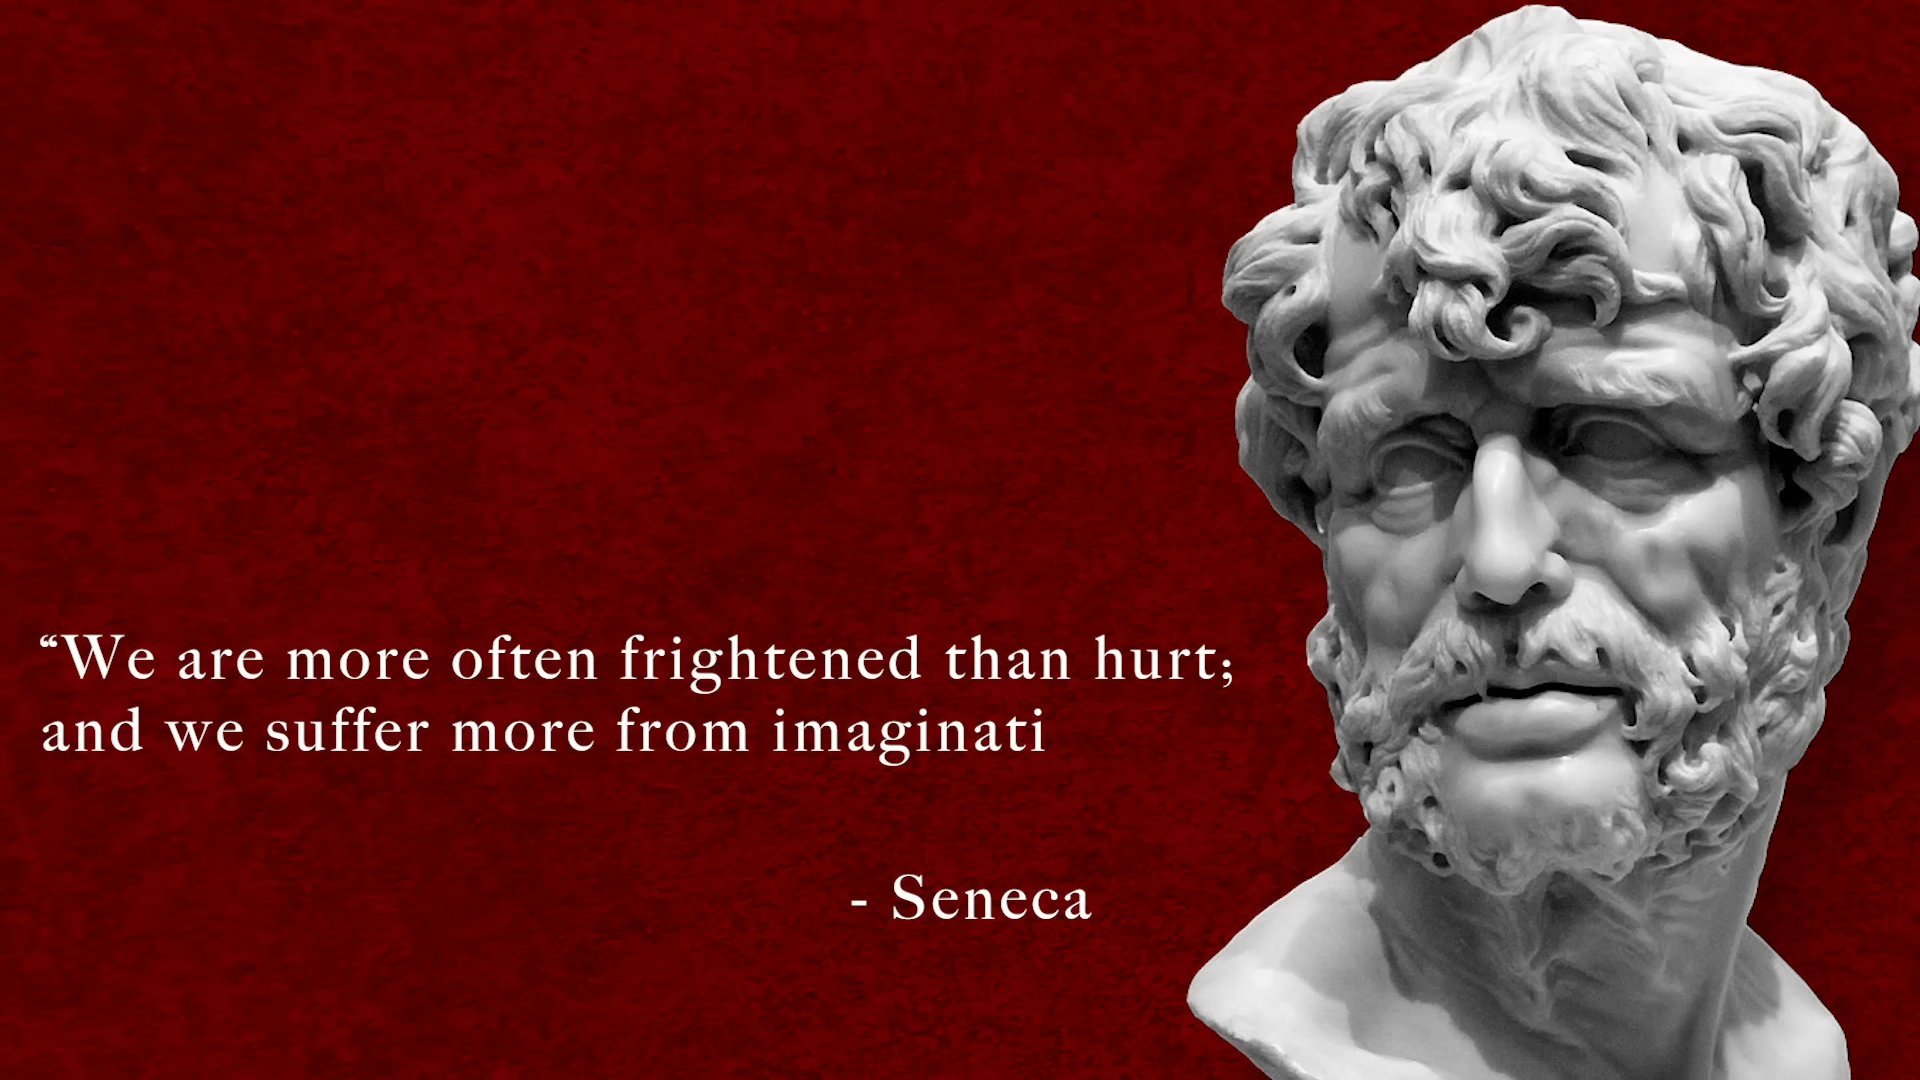 “We are more often frightened than hurt;
and we suffer more from imaginati
- Seneca